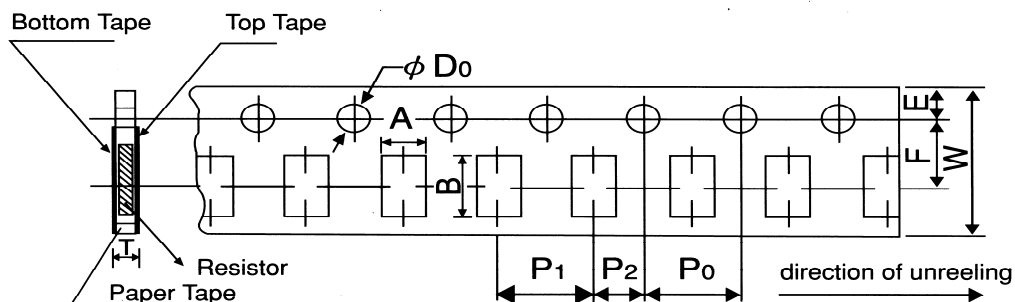 Bottom Tape
Top Tape
ϕ D0
A
B
E
F
W
T
Resistor
Paper Tape
P1
P2
P0
direction of unreeling